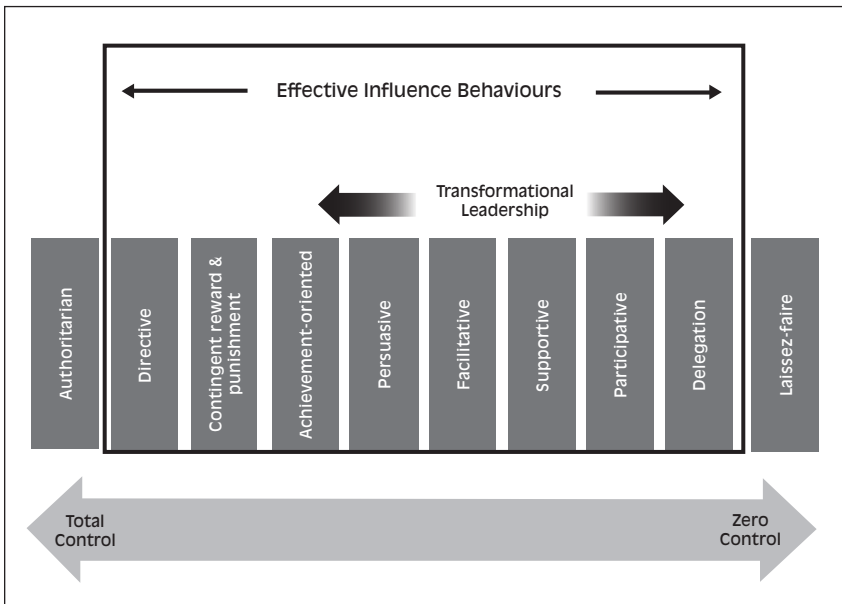 Effective Influence Behaviours
Transformational
Leadership
Authoritarian
Directive
Contingent reward &
punishment
Achievement-oriented
Persuasive
Facilitative
Supportive
Participative
Delegation
Laissez-faire
Total
Control
Zero
Control